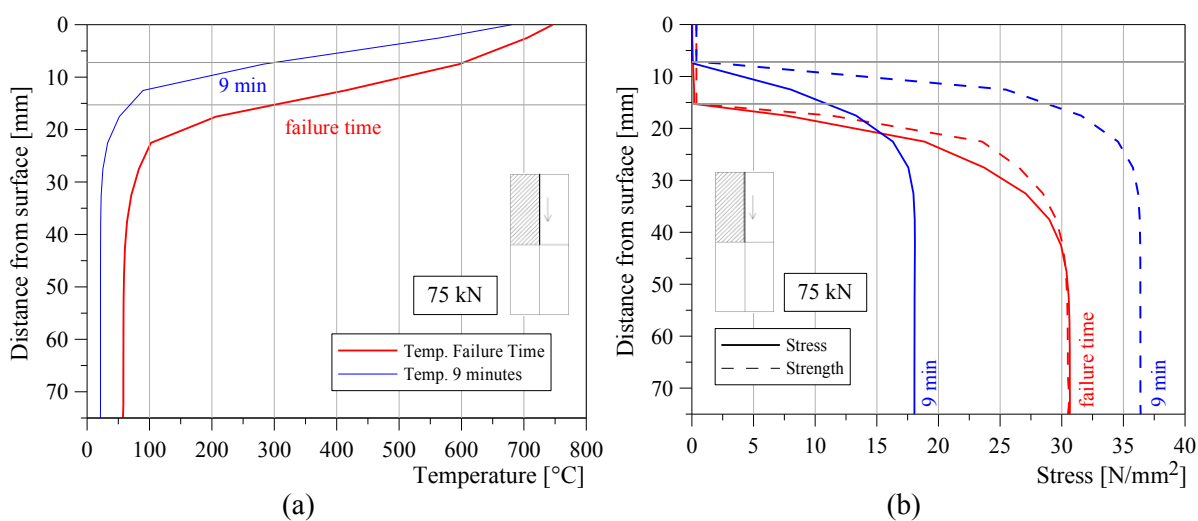 0 100 200 300 400 500 600 700 800
Temperature [°C]
0
10
20
30
40
50
60
70
Distance from surface [mm]
9 min
failure time
75 kN
Temp. Failure Time
Temp. 9 minutes
(a)
0 5 10 15 20 25 30 35 40
Stress [N/mm²]
0
10
20
30
40
50
60
70
Distance from surface [mm]
75 kN
Stress
Strength
9 min
failure time
9 min
(b)